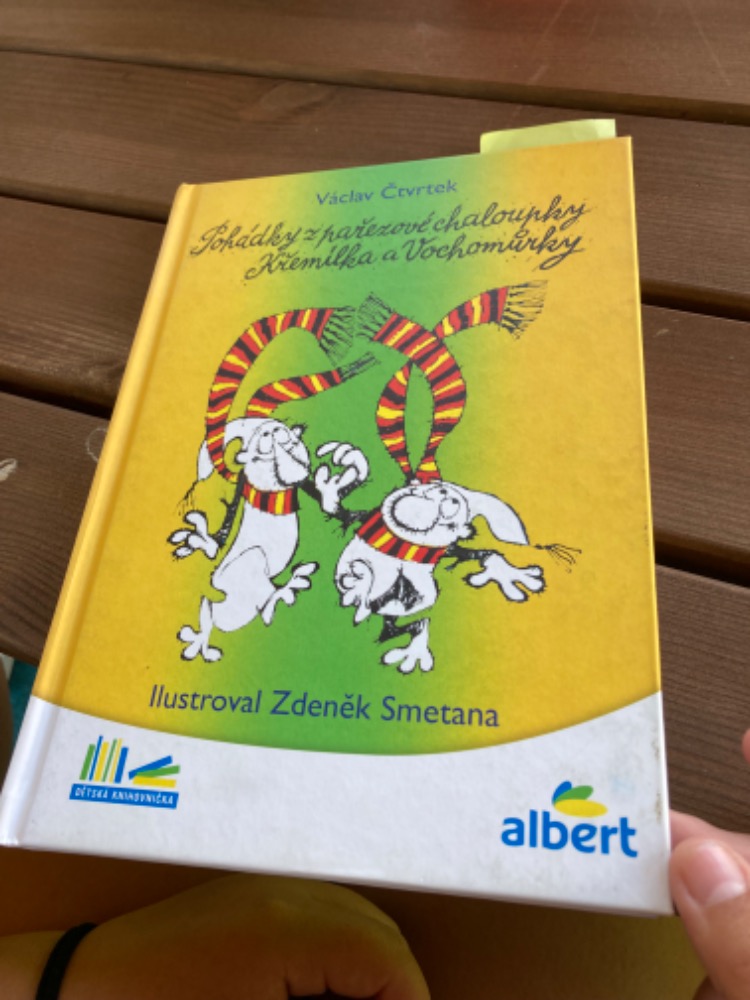 Václav Čtvrtek
Pohádky z pařezové chaloupky
Křemílka a Vochomůrky
Ilustroval Zdeněk Smetana
DĚTSKÁ KNIHOVNIČKA
albert